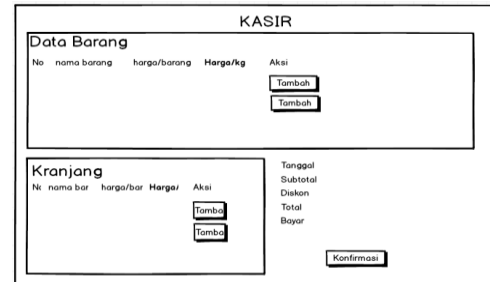 KASIR
Data Barang
No nama barang harga/barang Harga/kg Aksi
Tambah
Tambah
Kranjang
Nc nama bar harga/bar Harga/ Aksi
Tamba
Tamba
Tanggal
Subtotal
Diskon
Total
Bayar
Konfirmasi